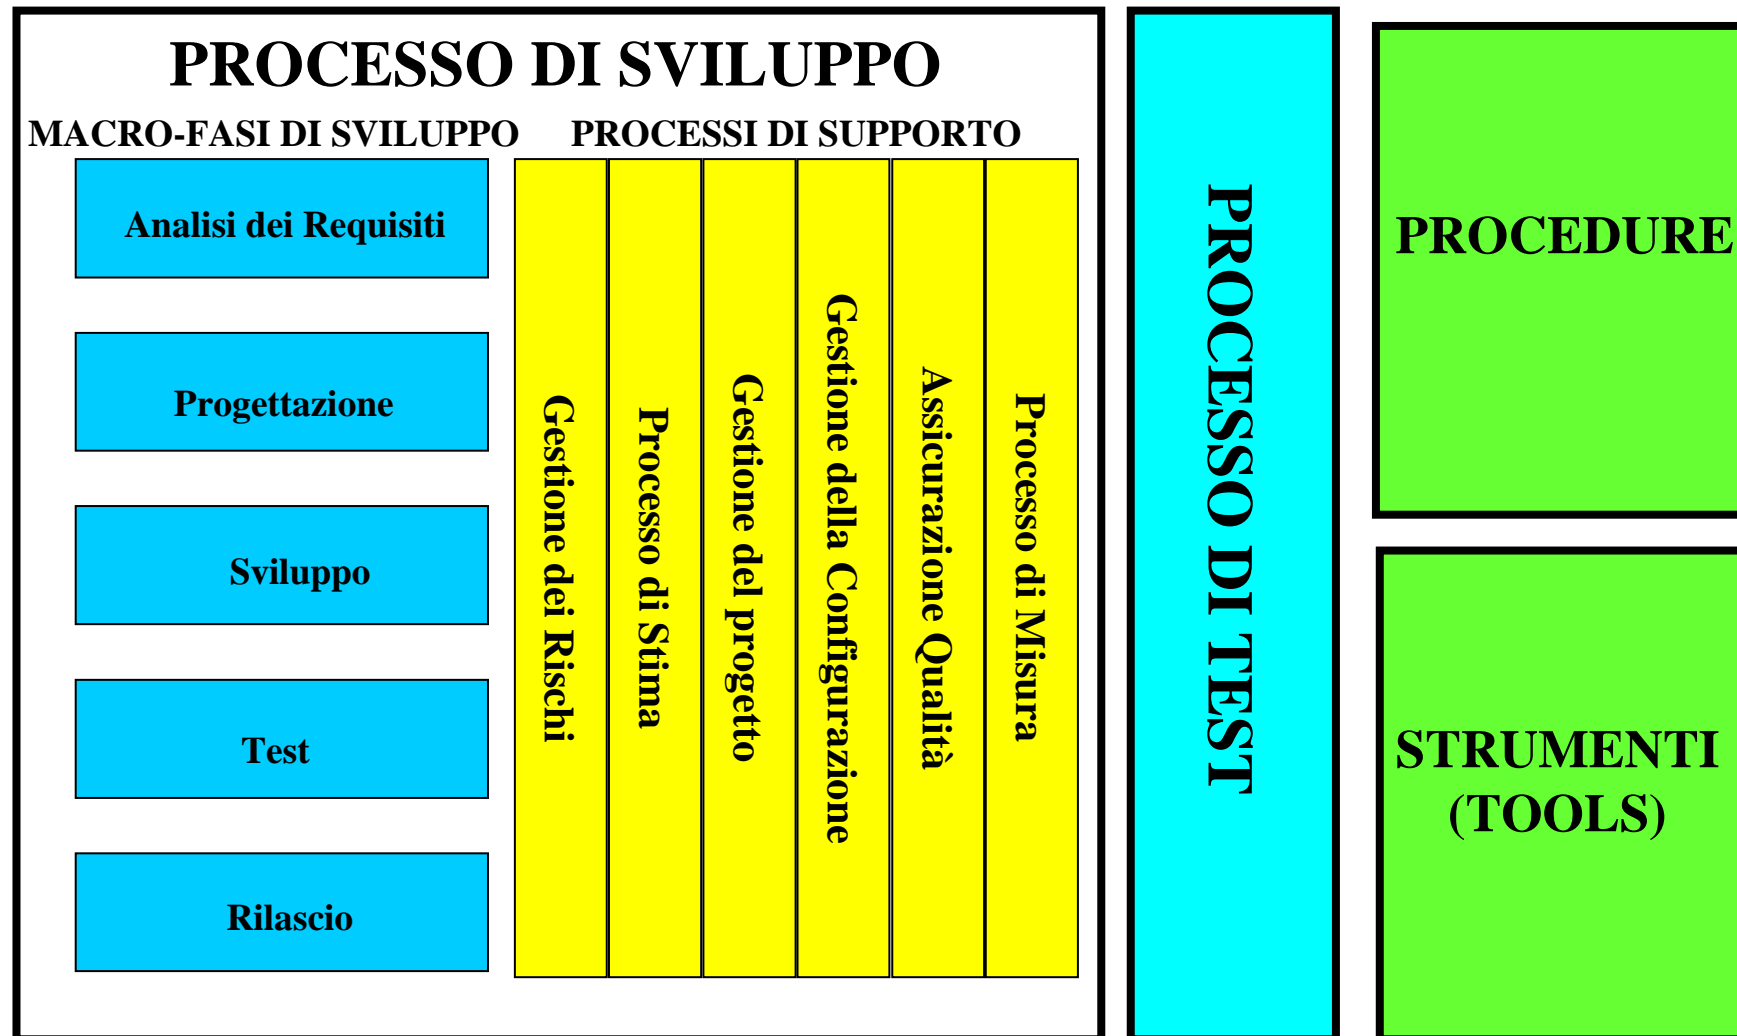 PROCESSO DI SVILUPPO
MACRO-FASI DI SVILUPPO
PROCESSI DI SUPPORTO
Analisi dei Requisiti
Progettazione
Sviluppo
Test
Rilascio
Gestione dei Rischi
Processo di Stima
Gestione del progetto
Gestione della Configurazione
Assicurazione Qualità
Processo di Misura
PROCESSO DI TEST
PROCEDURE
STRUMENTI
(TOOLS)